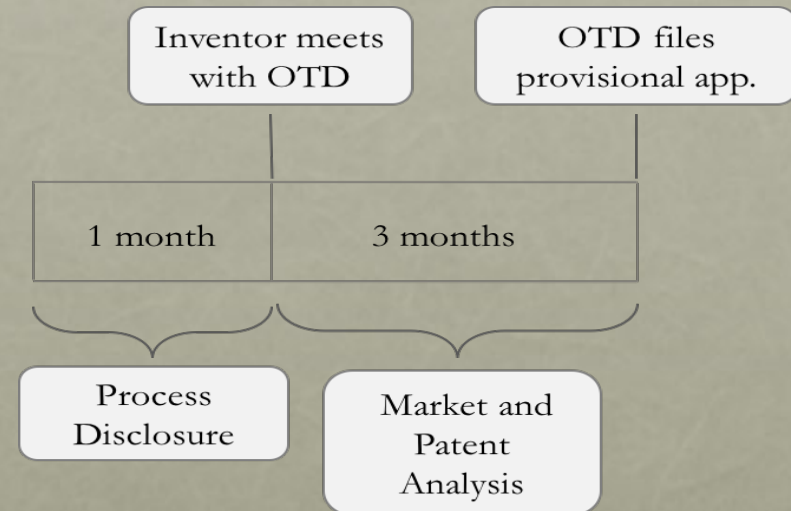 Inventor meets
with OTD
OTD files
provisional app.
1 month
3 months
Process
Disclosure
Market and
Patent
Analysis